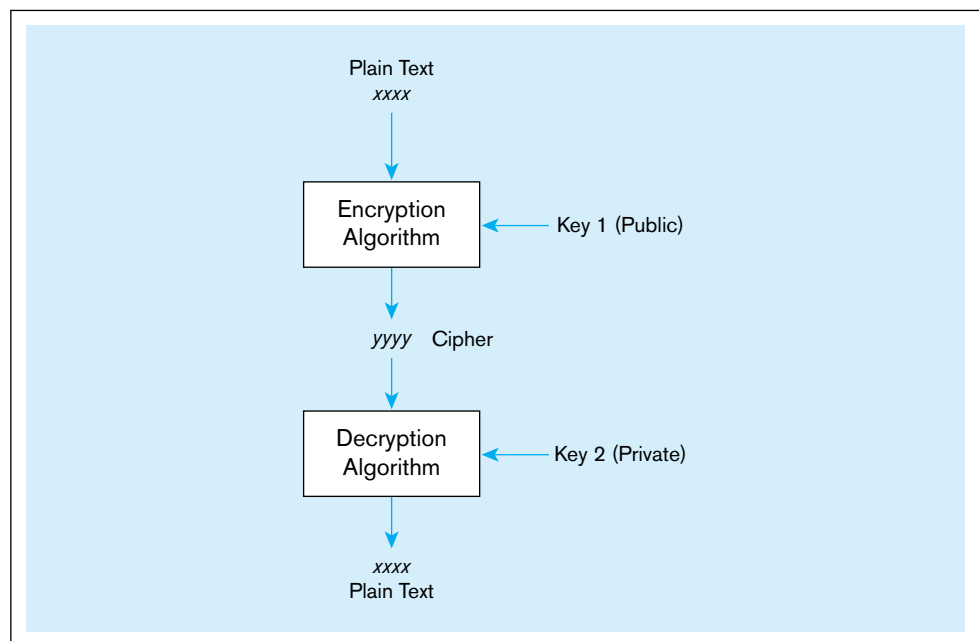 Plain Text
xxxx
Encryption
Algorithm
Key 1 (Public)
yyyy Cipher
Decryption
Algorithm
Key 2 (Private)
xxxx
Plain Text